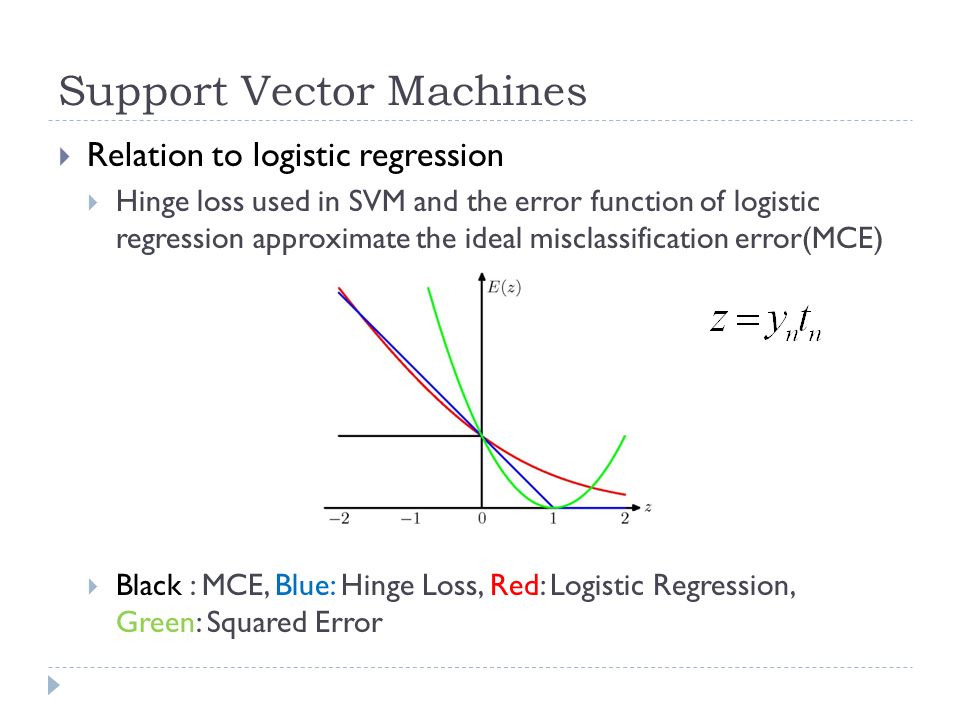 Support Vector Machines
Relation to logistic regression
Hinge loss used in SVM and the error function of logistic
regression approximate the ideal misclassification error(MCE)
E(z)
z = yₙtₙ
−2 −1 0 1 2 z
Black : MCE, Blue: Hinge Loss, Red: Logistic Regression,
Green: Squared Error